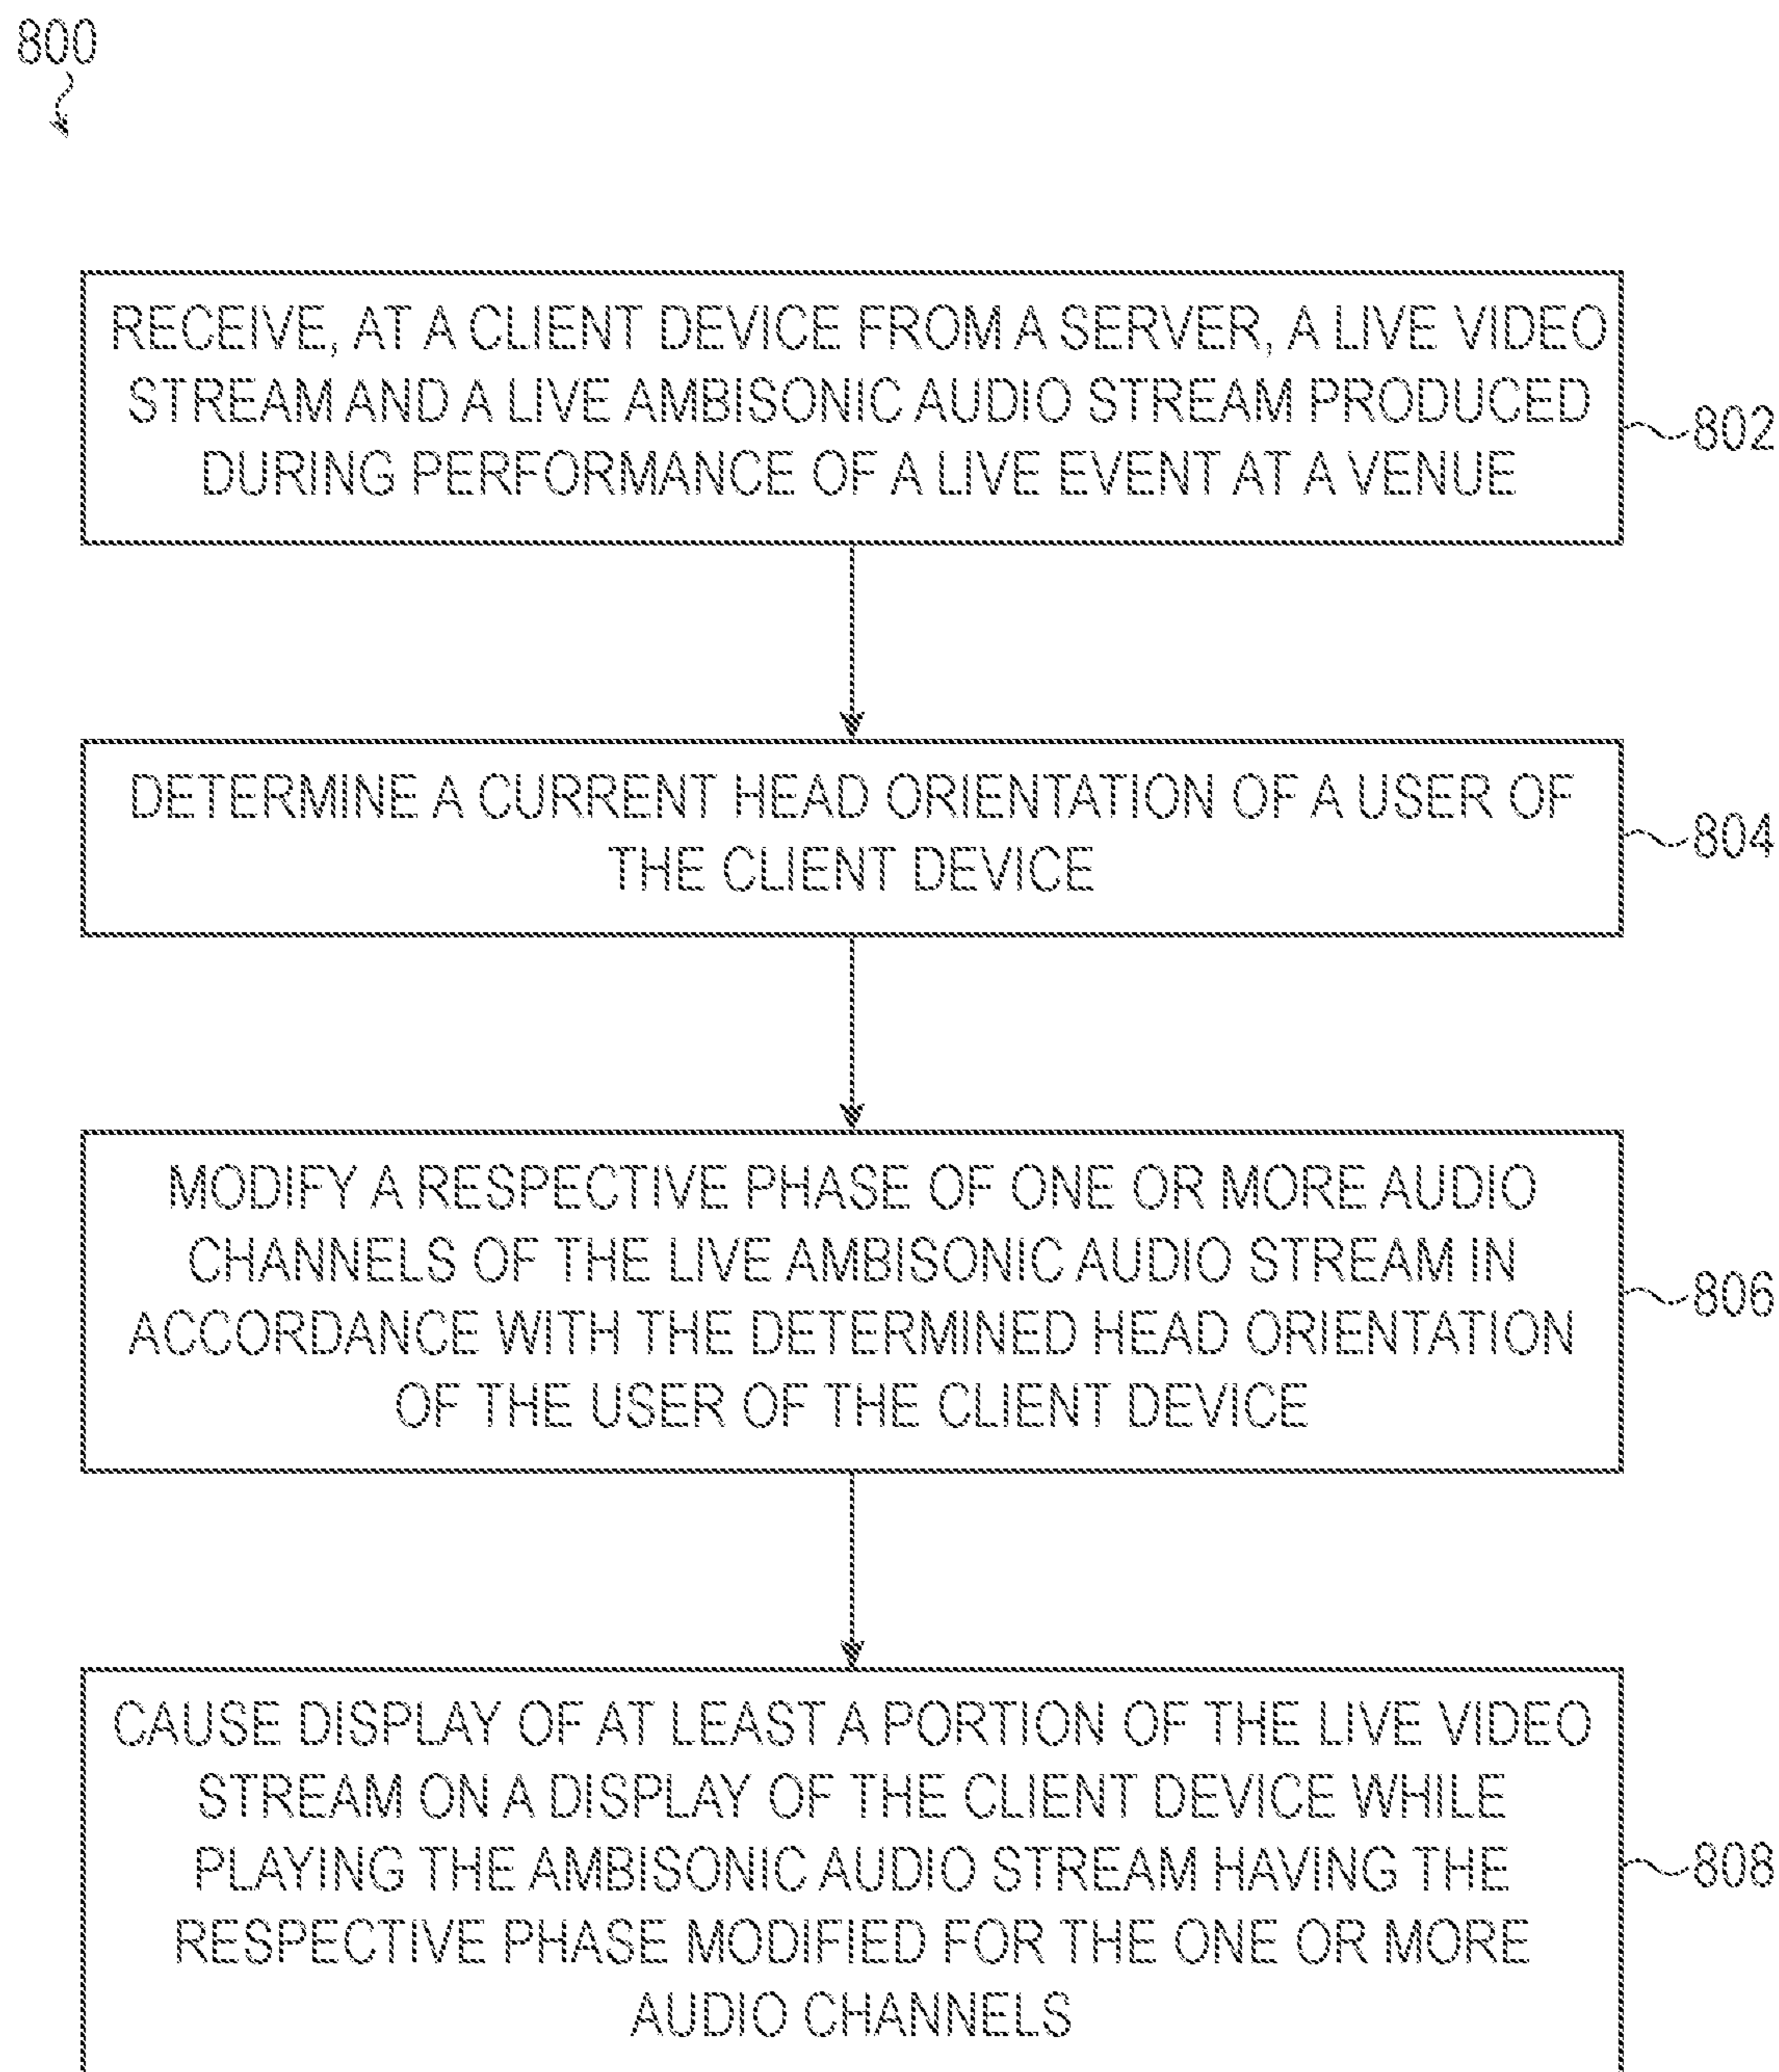 800
RECEIVE, AT A CLIENT DEVICE FROM A SERVER, A LIVE VIDEO
STREAM AND A LIVE AMBISONIC AUDIO STREAM PRODUCED
DURING PERFORMANCE OF A LIVE EVENT AT A VENUE
802
DETERMINE A CURRENT HEAD ORIENTATION OF A USER OF
THE CLIENT DEVICE
804
MODIFY A RESPECTIVE PHASE OF ONE OR MORE AUDIO
CHANNELS OF THE LIVE AMBISONIC AUDIO STREAM IN
ACCORDANCE WITH THE DETERMINED HEAD ORIENTATION
OF THE USER OF THE CLIENT DEVICE
806
CAUSE DISPLAY OF AT LEAST A PORTION OF THE LIVE VIDEO
STREAM ON A DISPLAY OF THE CLIENT DEVICE WHILE
PLAYING THE AMBISONIC AUDIO STREAM HAVING THE
RESPECTIVE PHASE MODIFIED FOR THE ONE OR MORE
AUDIO CHANNELS
808